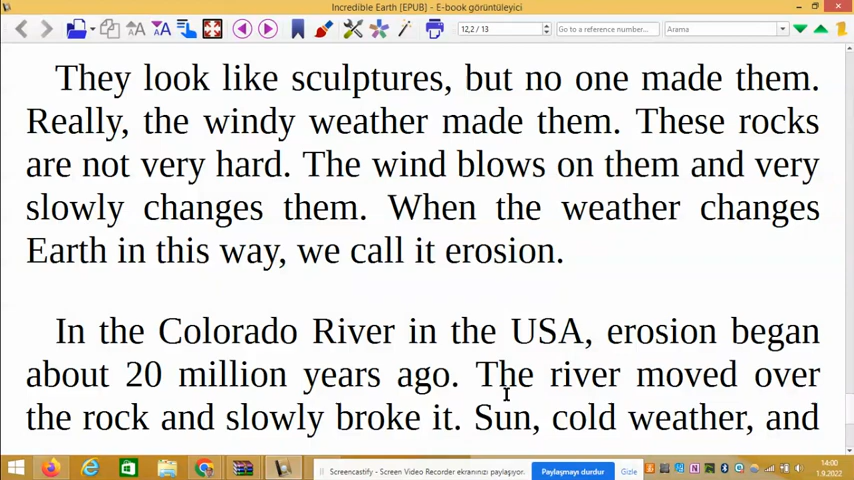 Incredible Earth [EPUB] - E-book görüntüleyici
12,2 / 13
Go to a reference number...
Arama
They look like sculptures, but no one made them.
Really, the windy weather made them. These rocks
are not very hard. The wind blows on them and very
slowly changes them. When the weather changes
Earth in this way, we call it erosion.
In the Colorado River in the USA, erosion began
about 20 million years ago. The river moved over
the rock and slowly broke it. Sun, cold weather, and
Screencastify - Screen Video Recorder ekranınızı paylaşıyor.
Paylaşmayı durdur
Gizle
14:00
1.9.2022